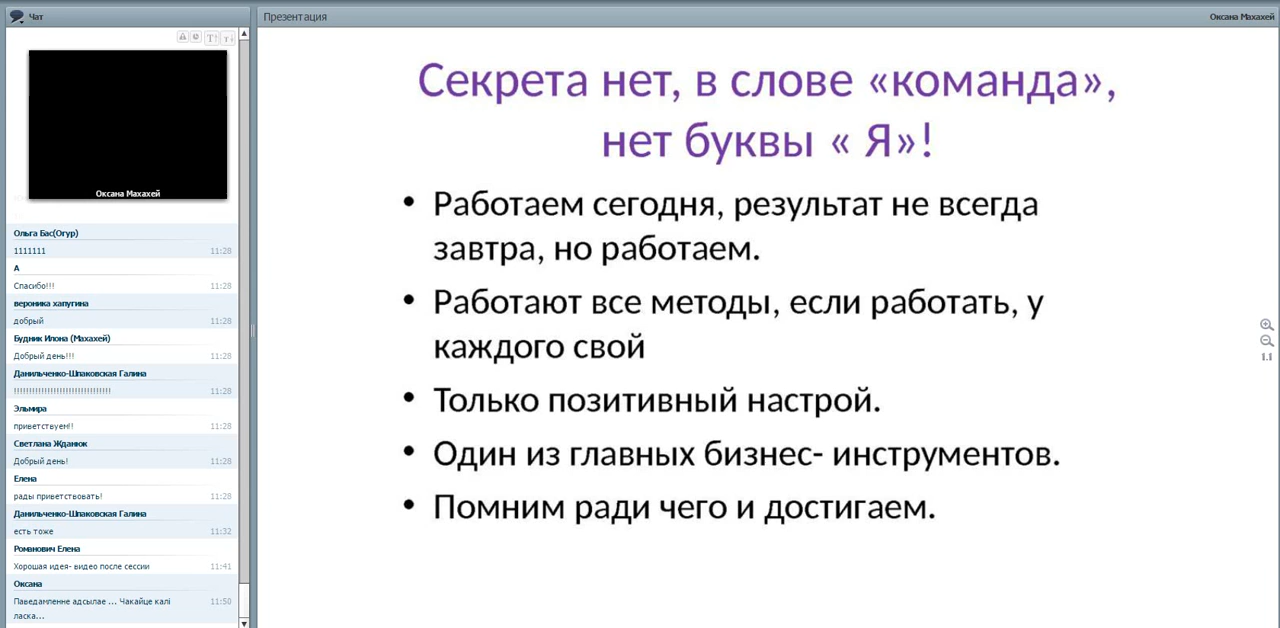 Чат
Оксана Махахей
Ольга Бас(Огур)
1111111 11:28
А
Спасибо!!! 11:28
вероника хапугина
добрый 11:28
Будник Илона (Махахей)
Добрый день!!! 11:28
Данильченко-Шпаковская Галина
!!!!!!!!!!!!!!!!!!!!!!!!!!!!!!!! 11:28
Эльмира
приветствуем!! 11:28
Светлана Жданюк
Добрый день! 11:28
Елена
рады приветствовать! 11:28
Данильченко-Шпаковская Галина
есть тоже 11:32
Романович Елена
Хорошая идея- видео после сессии 11:41
Оксана
Паведамленне адсылае ... Чакайце калі 11:50
ласка...
Презентация
Оксана Махахей
Секрета нет, в слове «команда»,
нет буквы « Я»!
• Работаем сегодня, результат не всегда
завтра, но работаем.
• Работают все методы, если работать, у
каждого свой
• Только позитивный настрой.
• Один из главных бизнес- инструментов.
• Помним ради чего и достигаем.
1.1